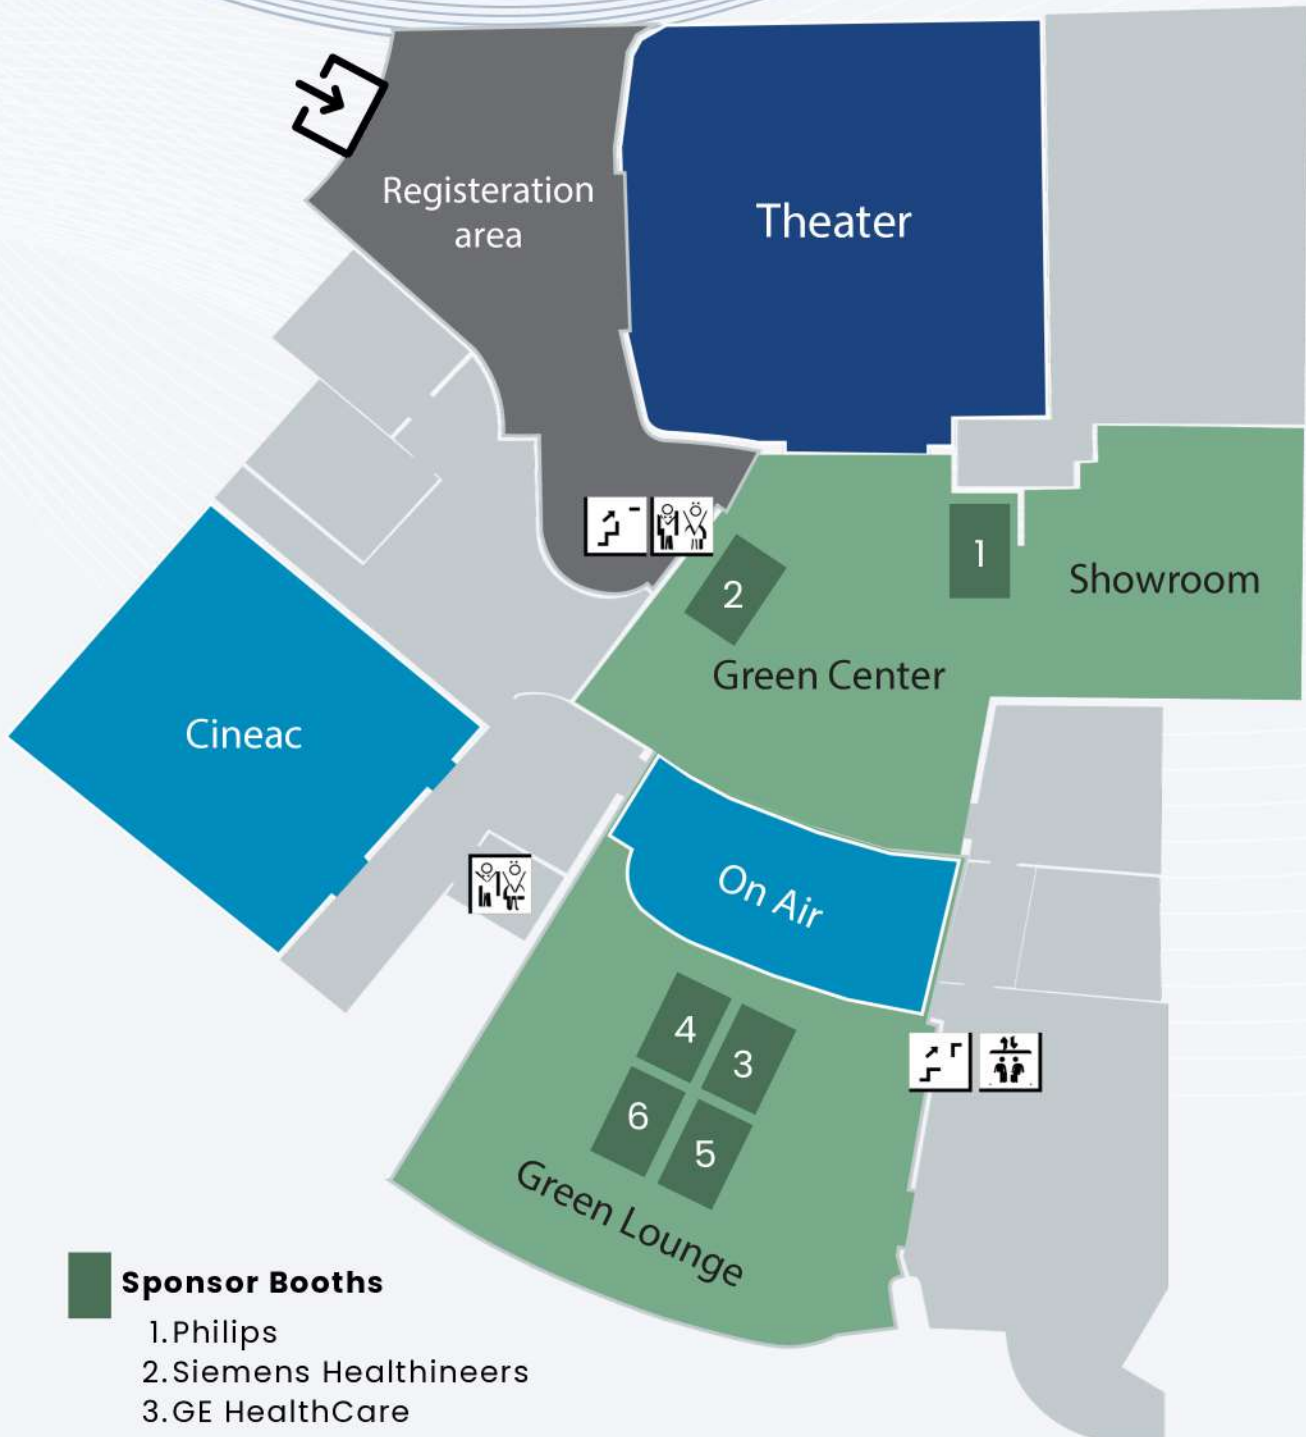 Registeration
area
Theater
1
2
Showroom
Green Center
Cineac
On Air
4
3
6
5
Green Lounge
Sponsor Booths
1.Philips
2.Siemens Healthineers
3.GE HealthCare